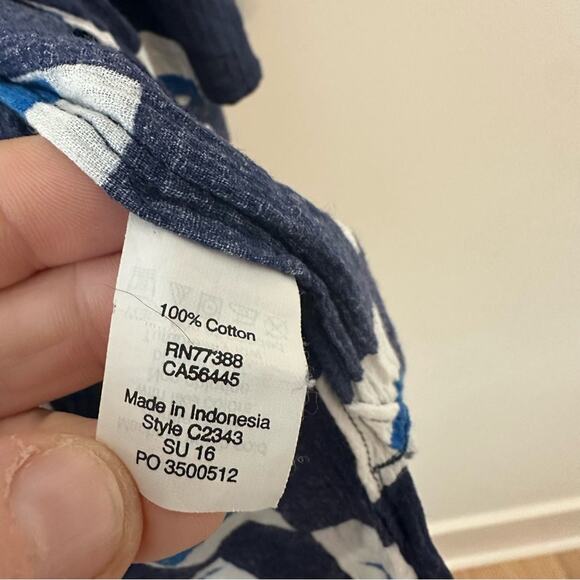 100% Cotton
RN77388
CA56445
Made in Indonesia
Style C2343
SU 16
PO 3500512